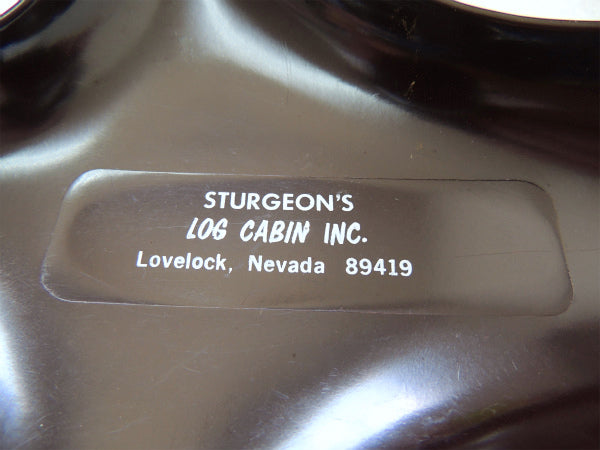 STURGEON'S
LOG CABIN INC.
Lovelock, Nevada 89419